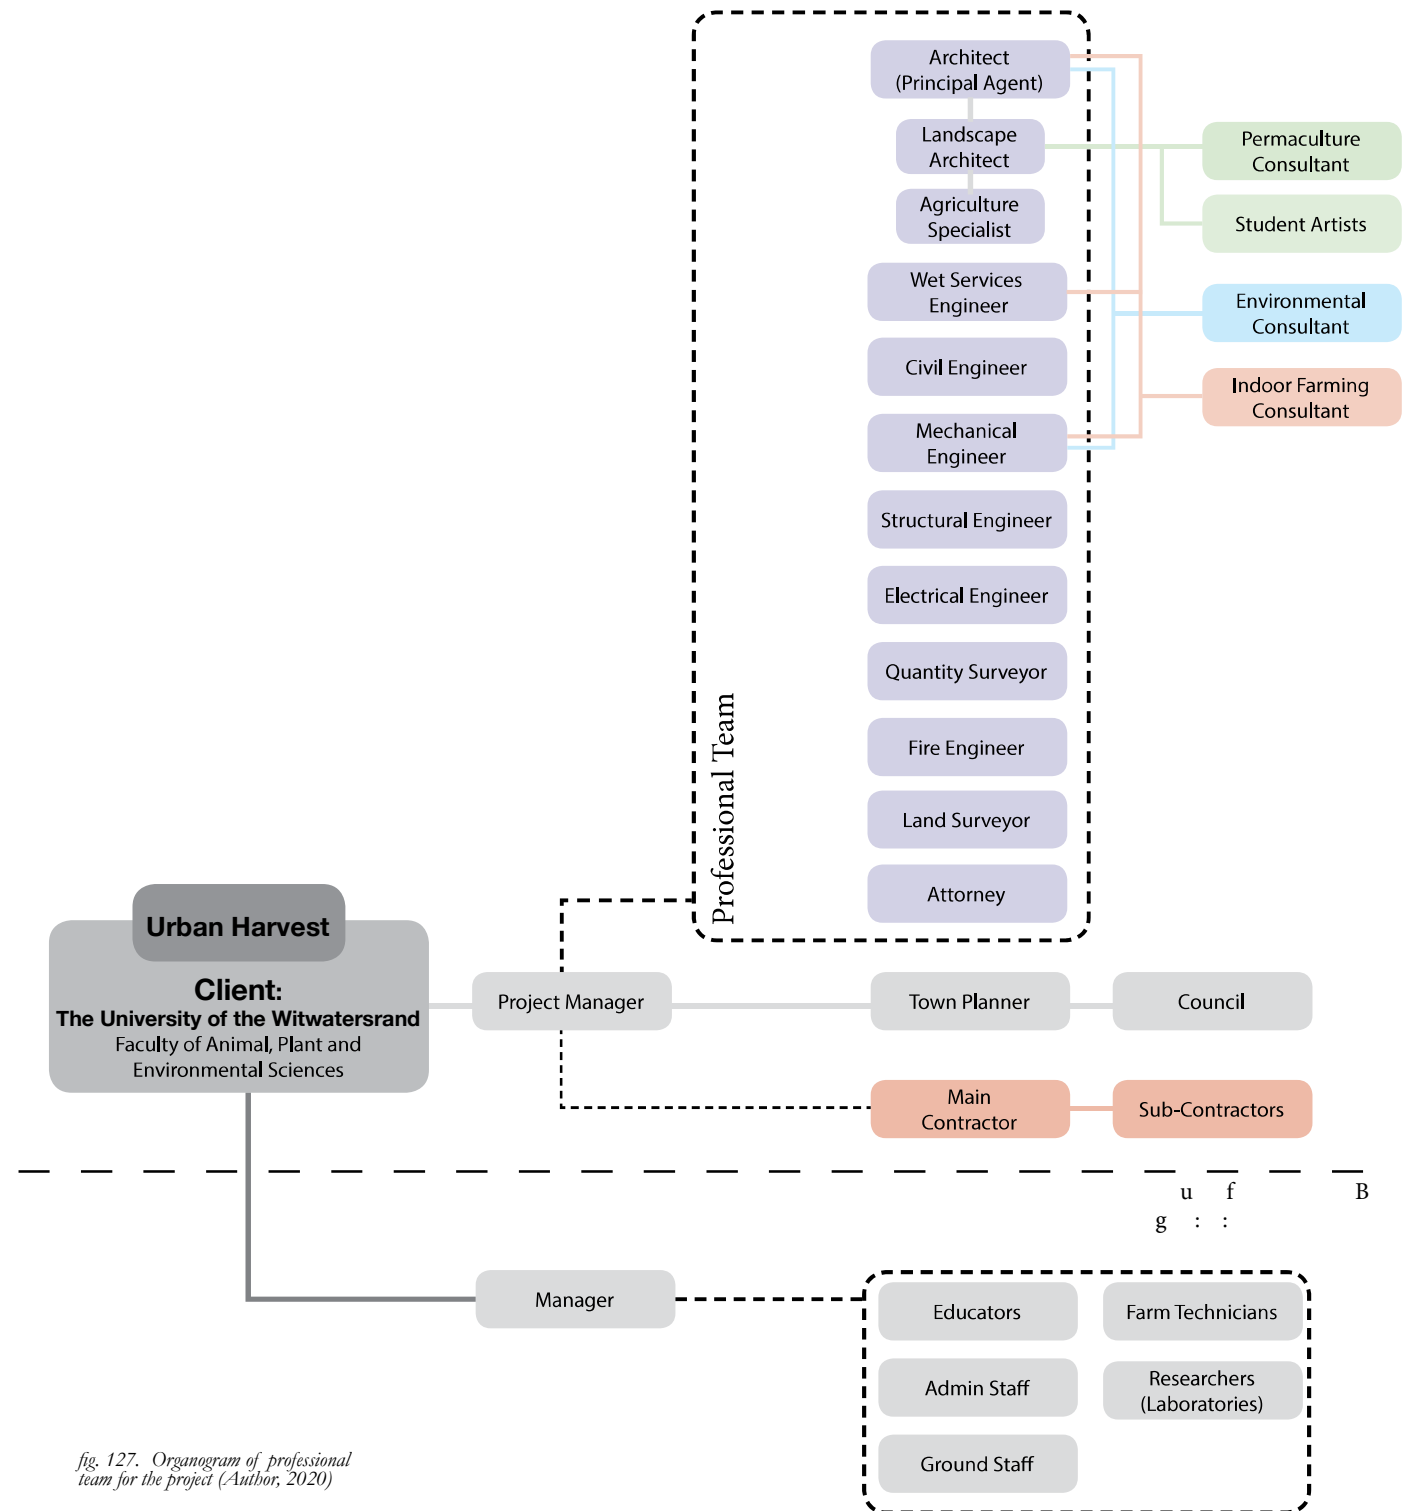 Architect
(Principal Agent)
Landscape
Architect
Agriculture
Specialist
Wet Services
Engineer
Civil Engineer
Mechanical
Engineer
Structural Engineer
Electrical Engineer
Quantity Surveyor
Fire Engineer
Land Surveyor
Attorney
Professional Team
Permaculture
Consultant
Student Artists
Environmental
Consultant
Indoor Farming
Consultant
Urban Harvest
Client:
The University of the Witwatersrand
Faculty of Animal, Plant and
Environmental Sciences
Project Manager
Town Planner
Council
Main
Contractor
Sub-Contractors
u f B
g : :
Manager
Educators
Farm Technicians
Admin Staff
Researchers
(Laboratories)
Ground Staff
fig. 127. Organogram of professional
team for the project (Author, 2020)